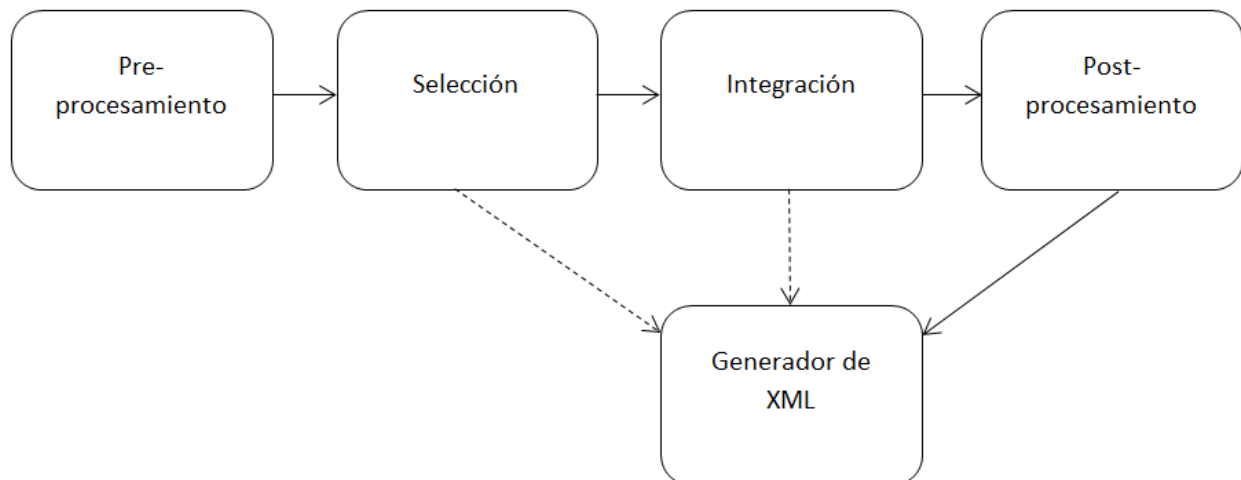 Pre-
procesamiento
Selección
Integración
Post-
procesamiento
Generador de
XML